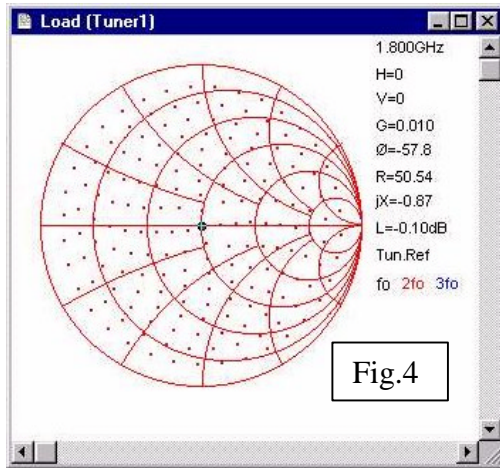 Load (Tuner1)
1.800GHz
H=0
V=0
G=0.010
Ø=-57.8
R=50.54
jX=-0.87
L=-0.10dB
Tun.Ref
fo 2fo 3fo
Fig.4